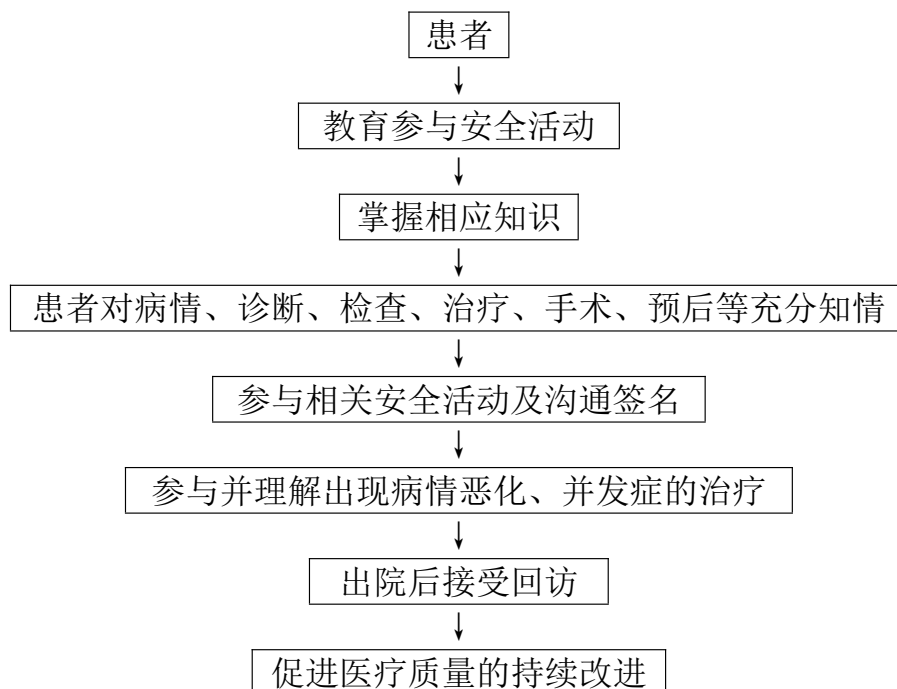 患者
教育参与安全活动
掌握相应知识
患者对病情、诊断、检查、治疗、手术、预后等充分知情
参与相关安全活动及沟通签名
参与并理解出现病情恶化、并发症的治疗
出院后接受回访
促进医疗质量的持续改进